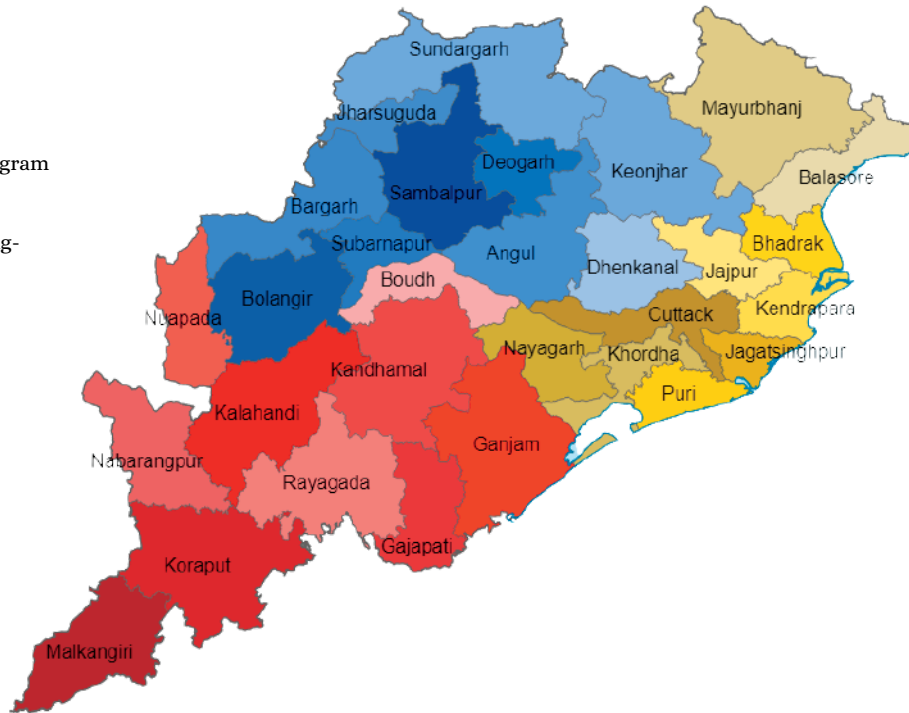 Sundargarh
Mayurbhanj
Jharsuguda
gram
Deogarh
Keonjhar
Balasore
Sambalpur
Bargarh
g-
Subarnapur
Angul
Bhadrak
Dhenkanal
Jajpur
Boudh
Bolangir
Kendrapara
Nuapada
Cuttack
Nayagarh
Khordha
Jagatsinghpur
Kandhamal
Puri
Kalahandi
Ganjam
Nabarangpur
Rayagada
Gajapati
Koraput
Malkangiri